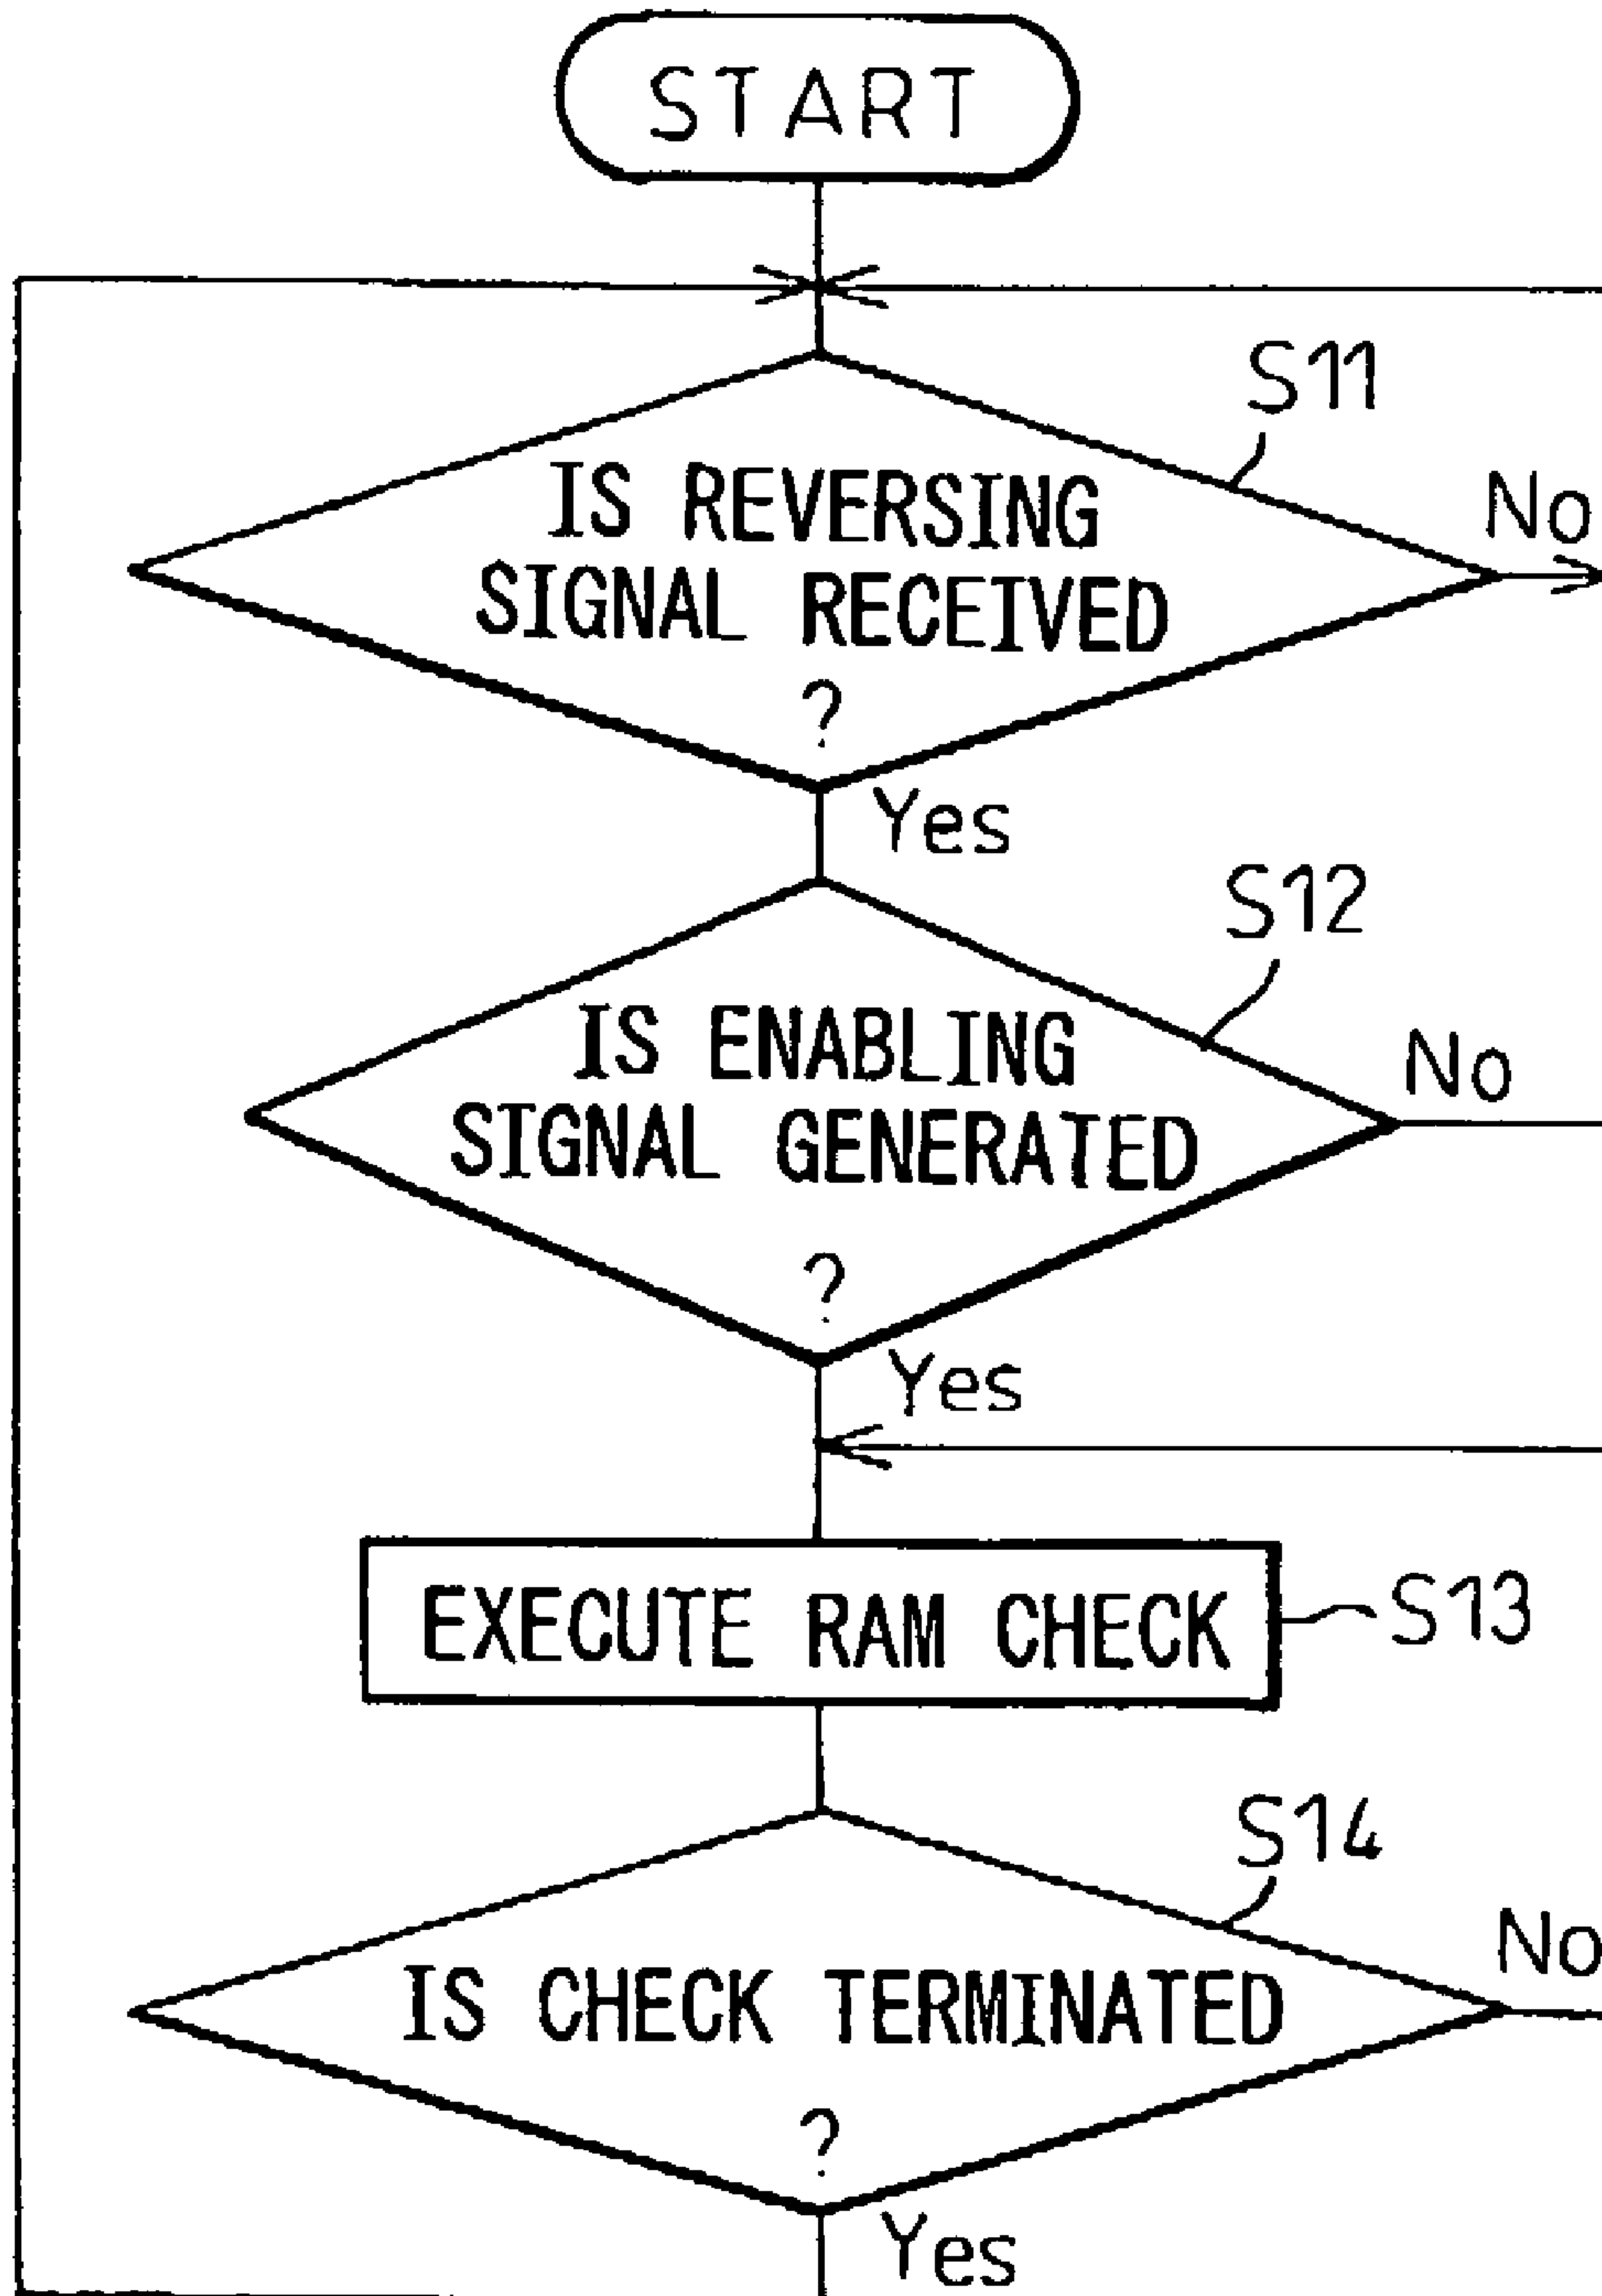 START
S11
IS REVERSING
SIGNAL RECEIVED
?
No
Yes
S12
IS ENABLING
SIGNAL GENERATED
?
No
Yes
EXECUTE RAM CHECK
S13
S14
IS CHECK TERMINATED
?
No
Yes